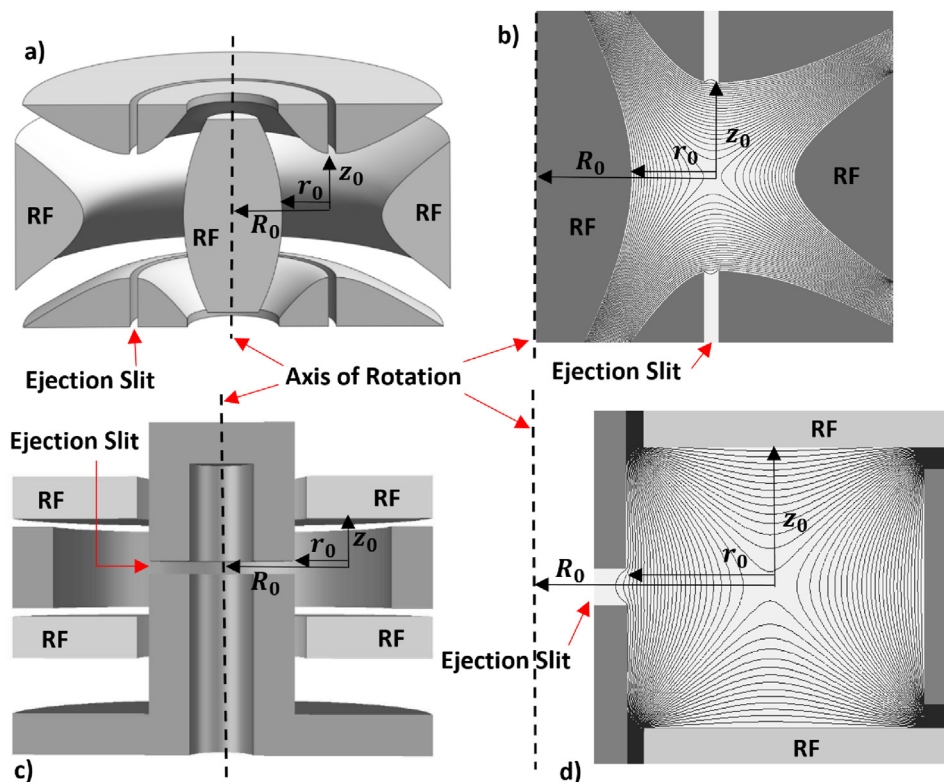 a)
RF
RF
RF
z₀
r₀
R₀
Ejection Slit
b)
R₀
r₀
z₀
RF
RF
Ejection Slit
Axis of Rotation
Ejection Slit
RF
RF
z₀
r₀
R₀
RF
RF
c)
RF
z₀
r₀
R₀
Ejection Slit
RF
d)